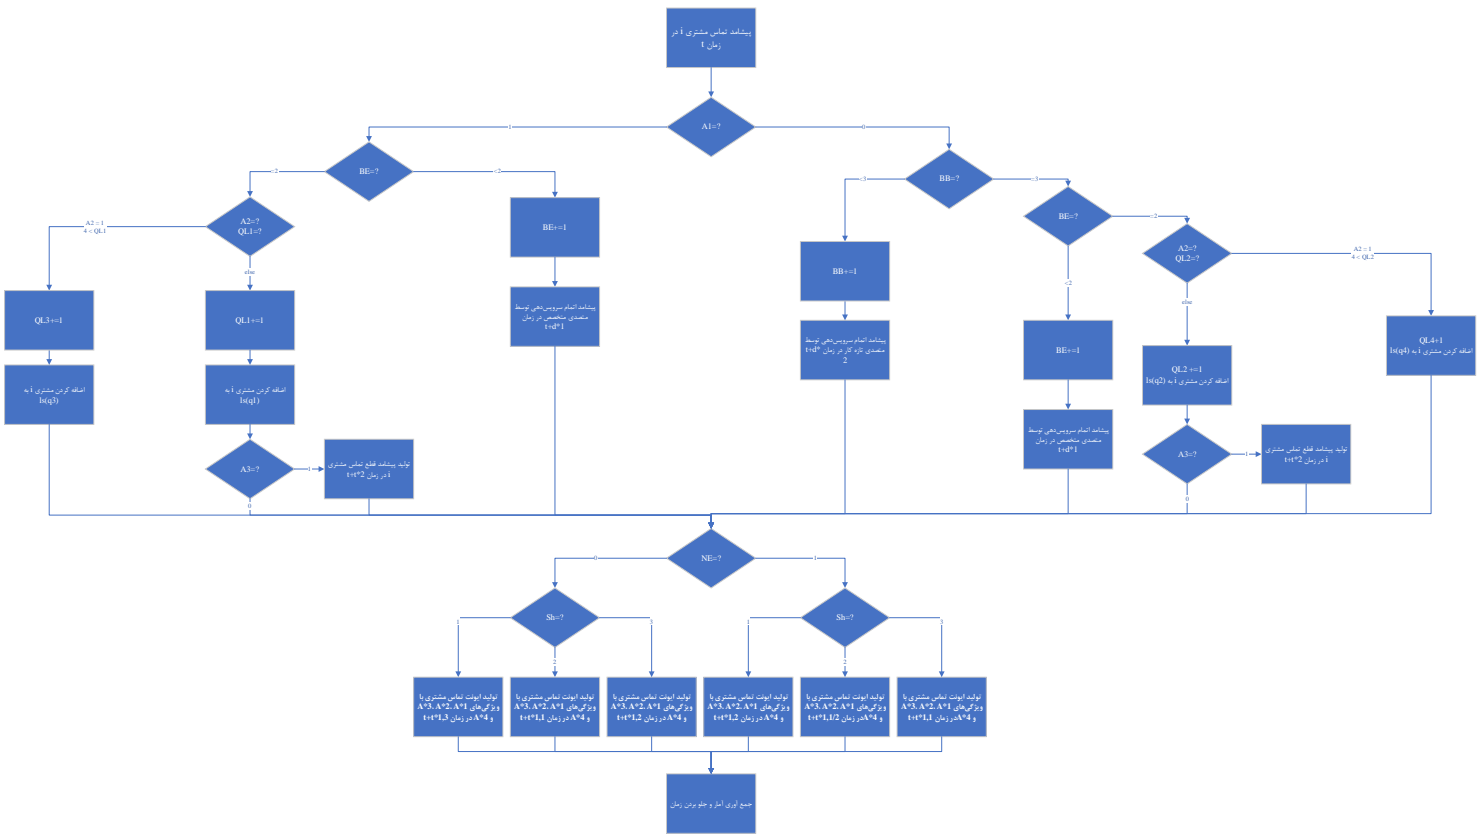 پیشامد تماس مشتری i در
زمان t
A1=?
1
0
BE=?
<2
<2
A2=?
QL1=?
A2 = 1
4 < QL1
else
QL3+=1
اضافه کردن مشتری i به
ls(q3)
QL1+=1
اضافه کردن مشتری i به
ls(q1)
A3=?
1
0
تولید پیشامد قطع تماس مشتری
i در زمان t+t*2
BE+=1
پیشامد اتمام سرویس‌دهی توسط
متصدی متخصص در زمان
t+d*1
BB=?
<3
<3
BB+=1
پیشامد اتمام سرویس‌دهی توسط
متصدی تازه کار در زمان t+d*
2
BE=?
<2
<2
BE+=1
پیشامد اتمام سرویس‌دهی توسط
متصدی متخصص در زمان
t+d*1
A2=?
QL2=?
A2 = 1
4 < QL2
else
QL2 +=1
اضافه کردن مشتری i به ls(q2)
A3=?
1
0
تولید پیشامد قطع تماس مشتری
i در زمان t+t*2
QL4+1
اضافه کردن مشتری i به ls(q4)
NE=?
0
1
Sh=?
1
2
3
Sh=?
1
2
3
تولید ایونت تماس مشتری با
ویژگی‌های A*3. A*2. A*1
و A*4 در زمان t+t*1,3
تولید ایونت تماس مشتری با
ویژگی‌های A*3. A*2. A*1
و A*4 در زمان t+t*1,1
تولید ایونت تماس مشتری با
ویژگی‌های A*3. A*2. A*1
و A*4 در زمان t+t*1,2
تولید ایونت تماس مشتری با
ویژگی‌های A*3. A*2. A*1
و A*4 در زمان t+t*1,2
تولید ایونت تماس مشتری با
ویژگی‌های A*3. A*2. A*1
و A*4در زمان t+t*1,1/2
تولید ایونت تماس مشتری با
ویژگی‌های A*3. A*2. A*1
و A*4در زمان t+t*1,1
جمع آوری آمار و جلو بردن زمان